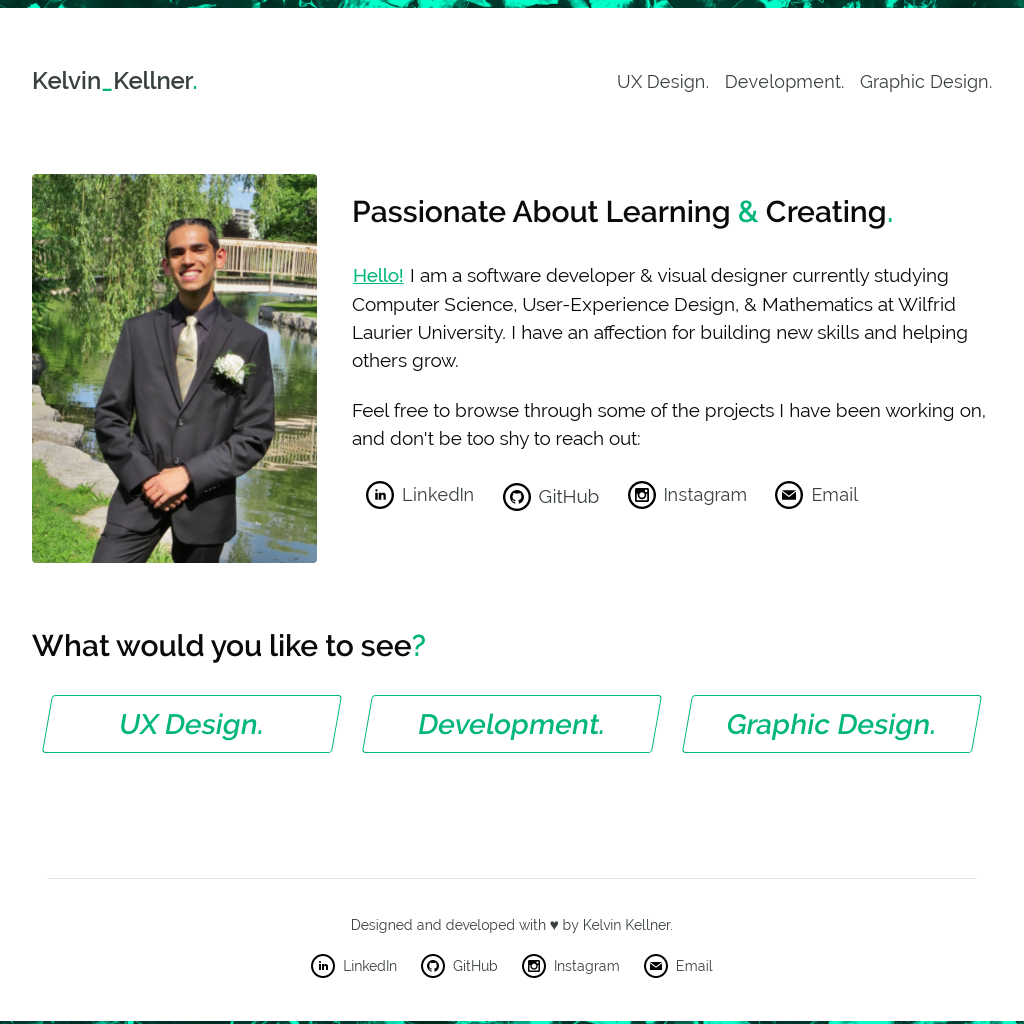 Kelvin_Kellner.
UX Design. Development. Graphic Design.
Passionate About Learning & Creating.
Hello! I am a software developer & visual designer currently studying
Computer Science, User-Experience Design, & Mathematics at Wilfrid
Laurier University. I have an affection for building new skills and helping
others grow.
Feel free to browse through some of the projects I have been working on,
and don't be too shy to reach out:
LinkedIn GitHub Instagram Email
What would you like to see?
UX Design. Development. Graphic Design.
Designed and developed with ♥ by Kelvin Kellner.
LinkedIn GitHub Instagram Email